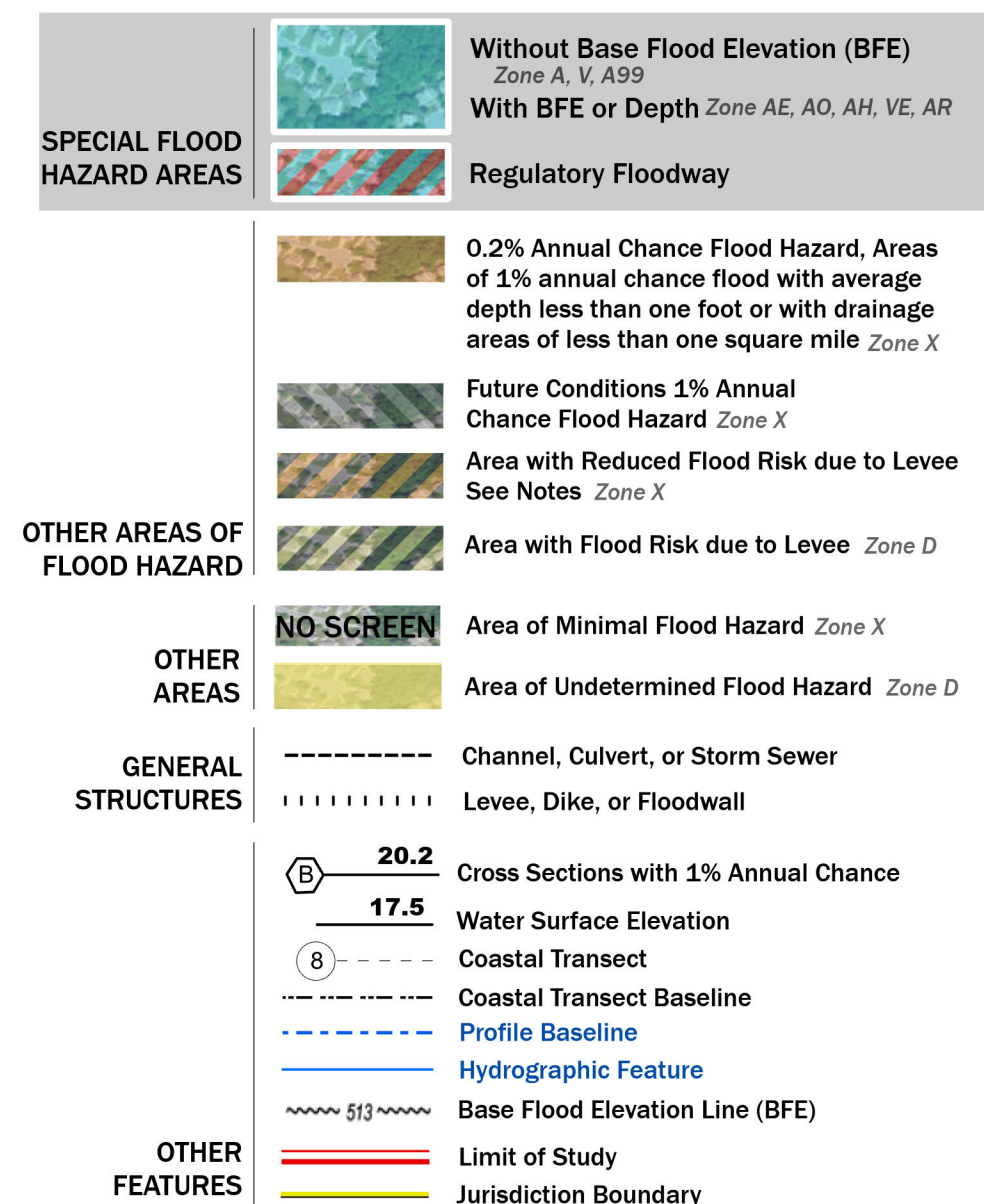 Without Base Flood Elevation (BFE)
Zone A, V, A99
With BFE or Depth Zone AE, AO, AH, VE, AR
SPECIAL FLOOD
HAZARD AREAS
Regulatory Floodway
0.2% Annual Chance Flood Hazard, Areas
of 1% annual chance flood with average
depth less than one foot or with drainage
areas of less than one square mile Zone X
Future Conditions 1% Annual
Chance Flood Hazard Zone X
Area with Reduced Flood Risk due to Levee
See Notes Zone X
OTHER AREAS OF
FLOOD HAZARD
Area with Flood Risk due to Levee Zone D
NO SCREEN Area of Minimal Flood Hazard Zone X
OTHER
AREAS
Area of Undetermined Flood Hazard Zone D
GENERAL
STRUCTURES
Channel, Culvert, or Storm Sewer
Levee, Dike, or Floodwall
B 20.2 Cross Sections with 1% Annual Chance
17.5 Water Surface Elevation
8 Coastal Transect
Coastal Transect Baseline
Profile Baseline
Hydrographic Feature
513 Base Flood Elevation Line (BFE)
OTHER
FEATURES
Limit of Study
Jurisdiction Boundary